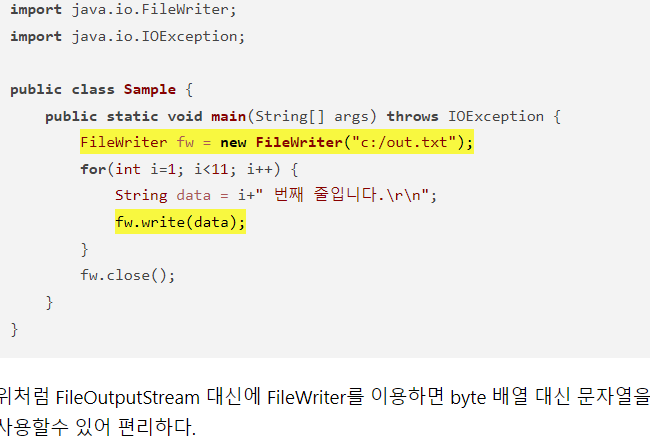 import java.io.FileWriter;
import java.io.IOException;
public class Sample {
public static void main(String[] args) throws IOException {
FileWriter fw = new FileWriter("c:/out.txt");
for(int i=1; i<11; i++) {
String data = i+" 번째 줄입니다.\r\n";
fw.write(data);
}
fw.close();
}
}
위처럼 FileOutputStream 대신에 FileWriter를 이용하면 byte 배열 대신 문자열을
사용할수 있어 편리하다.